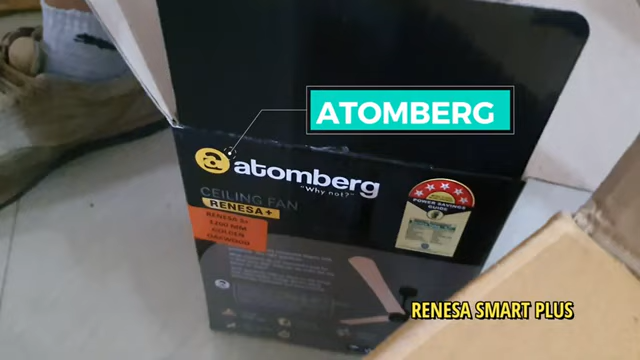 ATOMBERG
atomberg
"Why not?"
CEILING FAN
RENESA+
POWER SAVINGS
GUIDE
RENESA S+
1200 MM
GOLDEN
OAKWOOD
RENESA SMART PLUS